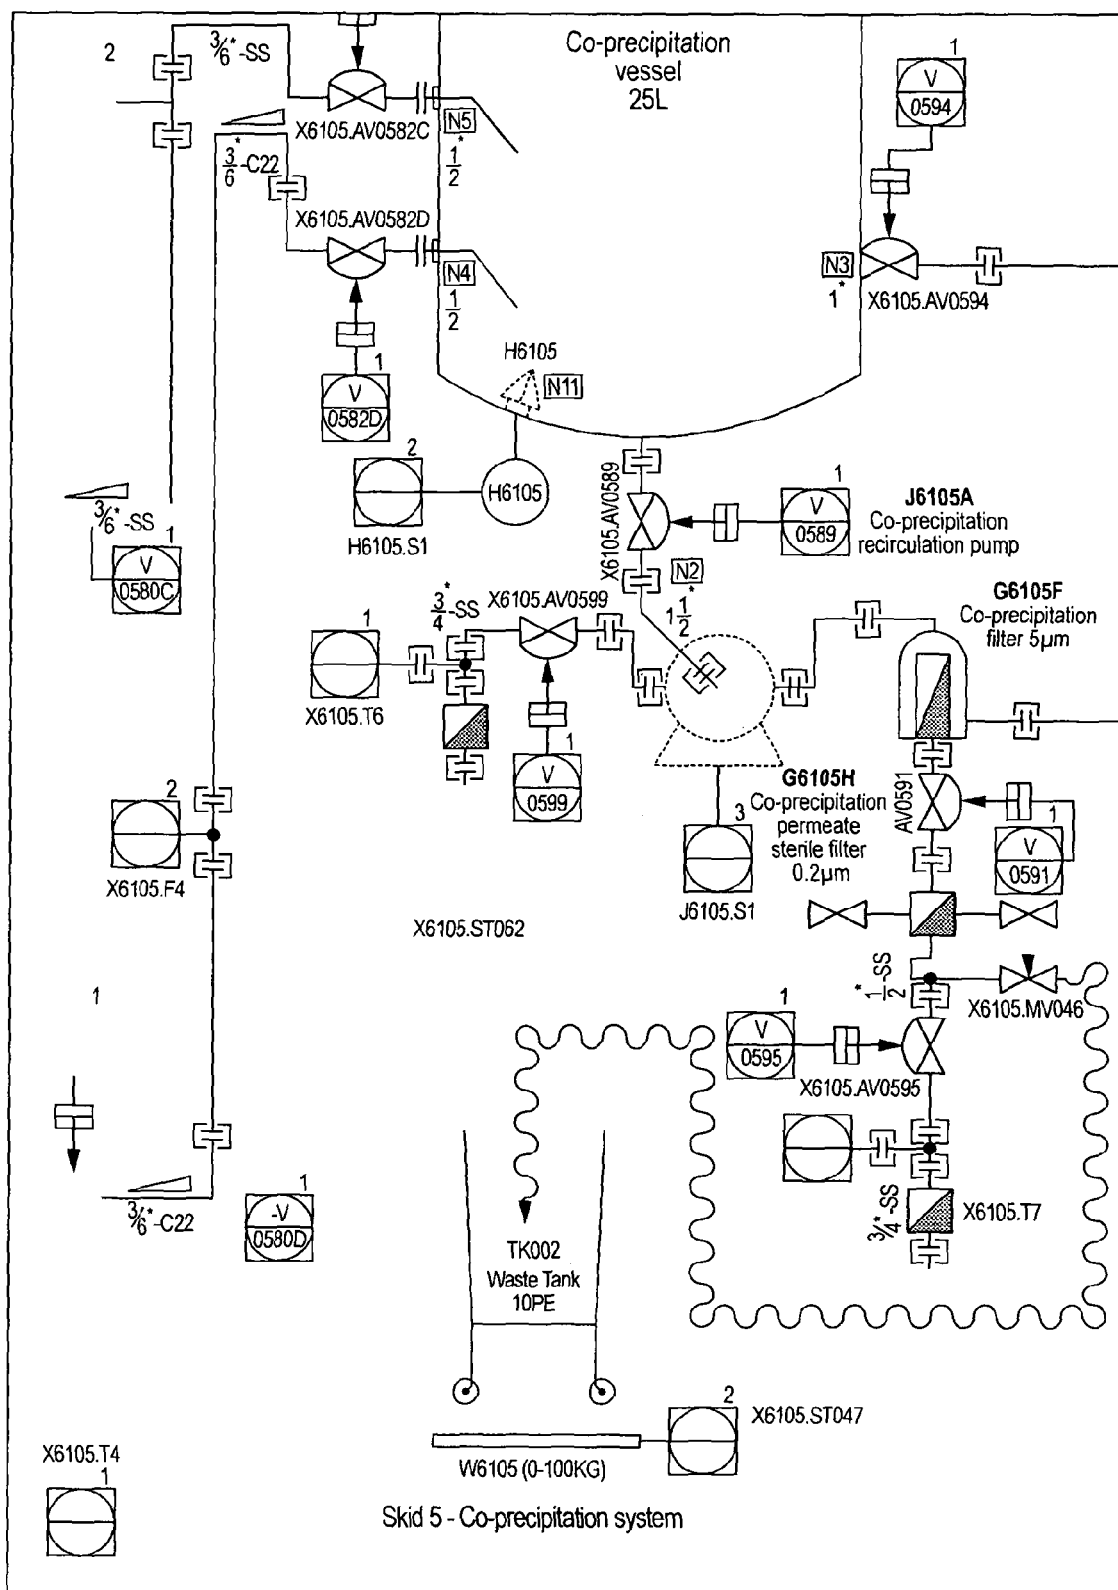 2
3/6*-SS
Co-precipitation
vessel
25L
1
V
0594
X6105.AV0582C
N5
1/2*
3/6*-C22
X6105.AV0582D
N4
1/2
N3
1*
X6105.AV0594
H6105
N11
1
V
0582D
2
H6105
H6105.S1
X6105.AV0589
1
V
0589
J6105A
Co-precipitation
recirculation pump
3/6*-SS
1
V
0580C
N2
1 1/2*
3/4*-SS
X6105.AV0599
G6105F
Co-precipitation
filter 5µm
1
X6105.T6
1
V
0599
G6105H
Co-precipitation
permeate
sterile filter
0.2µm
AV0591
1
V
0591
2
X6105.F4
3
J6105.S1
X6105.ST062
*1/2-SS
X6105.MV046
1
1
V
0595
X6105.AV0595
3/4*-SS
X6105.T7
3/6*-C22
1
-V
0580D
TK002
Waste Tank
10PE
2
X6105.ST047
W6105 (0-100KG)
X6105.T4
1
Skid 5 - Co-precipitation system